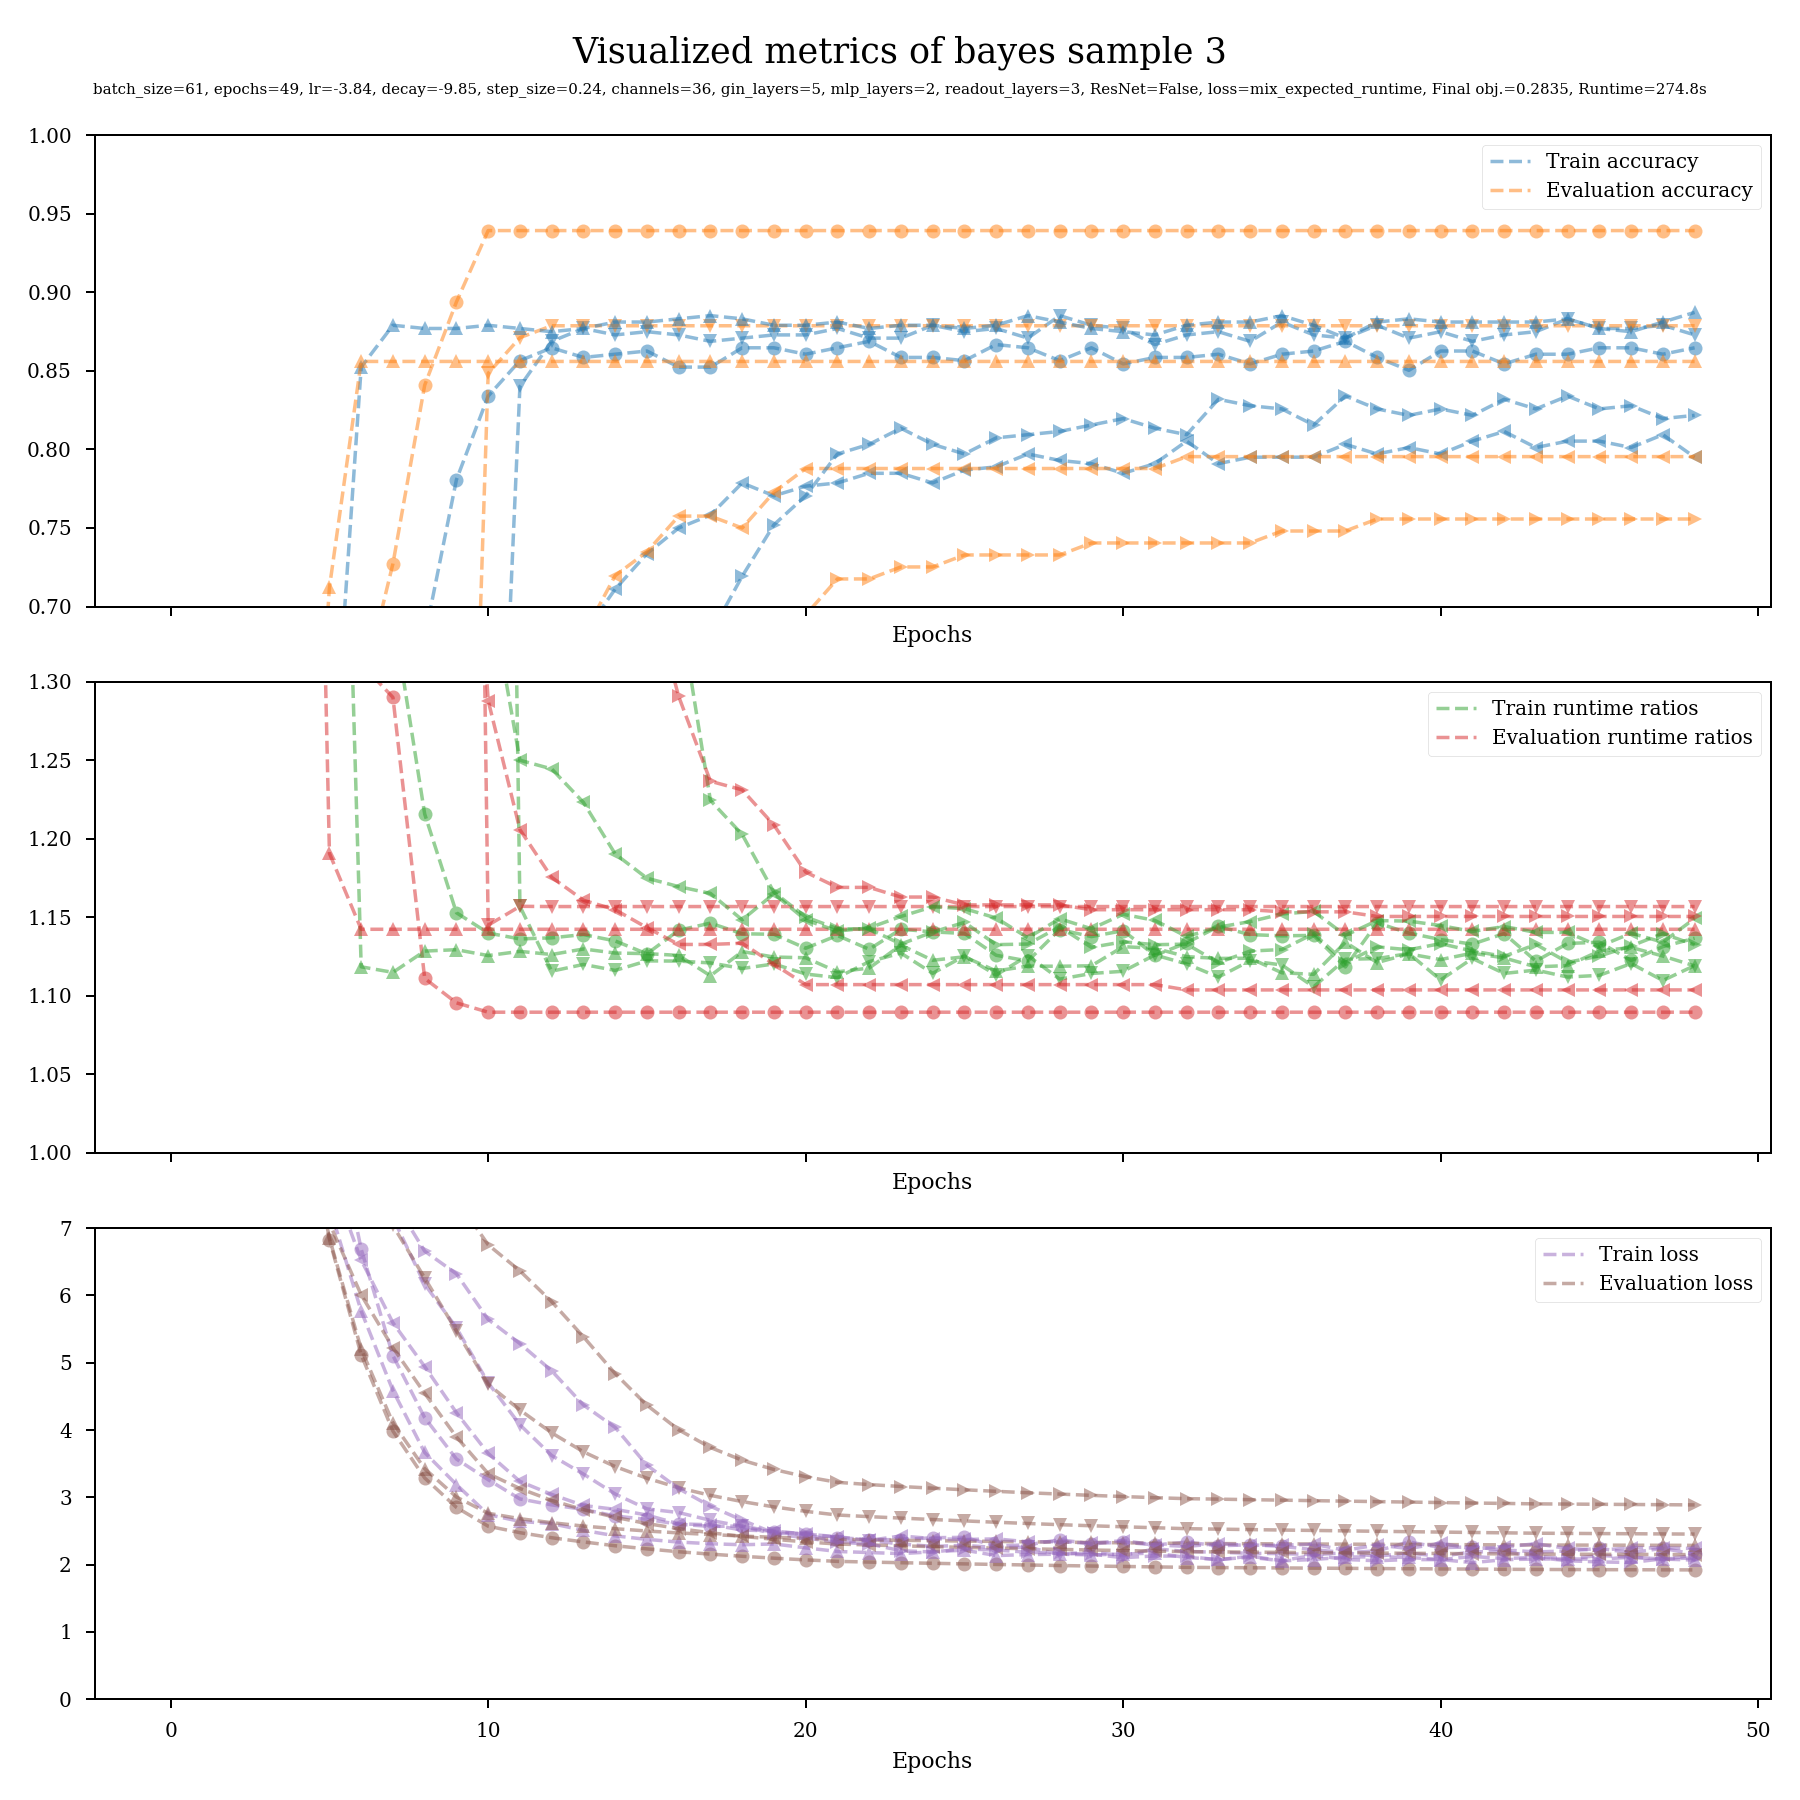 Visualized metrics of bayes sample 3
batch_size=61, epochs=49, lr=-3.84, decay=-9.85, step_size=0.24, channels=36, gin_layers=5, mlp_layers=2, readout_layers=3, ResNet=False, loss=mix_expected_runtime, Final obj.=0.2835, Runtime=274.8s
1.00
0.95
0.90
0.85
0.80
0.75
0.70
Train accuracy
Evaluation accuracy
Epochs
1.30
1.25
1.20
1.15
1.10
1.05
1.00
Train runtime ratios
Evaluation runtime ratios
Epochs
7
6
5
4
3
2
1
0
Train loss
Evaluation loss
0 10 20 30 40 50
Epochs